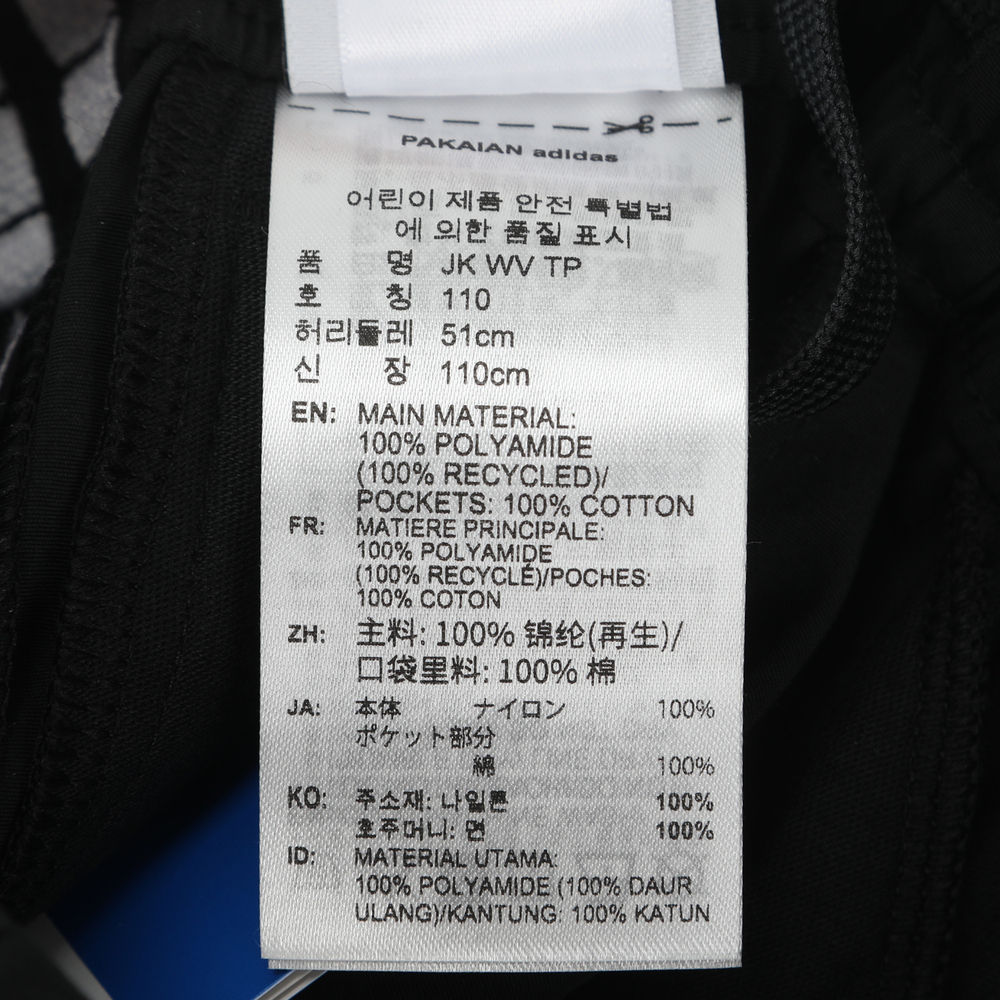 PAKAIAN adidas
어린이 제품 안전 특별법
에 의한 품질 표시
품 명 JK WV TP
호 칭 110
허리둘레 51cm
신 장 110cm
EN: MAIN MATERIAL:
100% POLYAMIDE
(100% RECYCLED)/
POCKETS: 100% COTTON
FR: MATIERE PRINCIPALE:
100% POLYAMIDE
(100% RECYCLÉ)/POCHES:
100% COTON
ZH: 主料: 100% 锦纶(再生)/
口袋里料: 100% 棉
JA: 本体 ナイロン 100%
ポケット部分
綿 100%
KO: 주소재: 나일론 100%
호주머니: 면 100%
ID: MATERIAL UTAMA:
100% POLYAMIDE (100% DAUR
ULANG)/KANTUNG: 100% KATUN